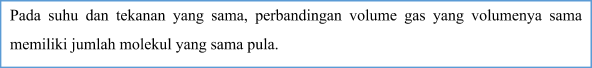 Pada suhu dan tekanan yang sama, perbandingan volume gas yang volumenya sama
memiliki jumlah molekul yang sama pula.